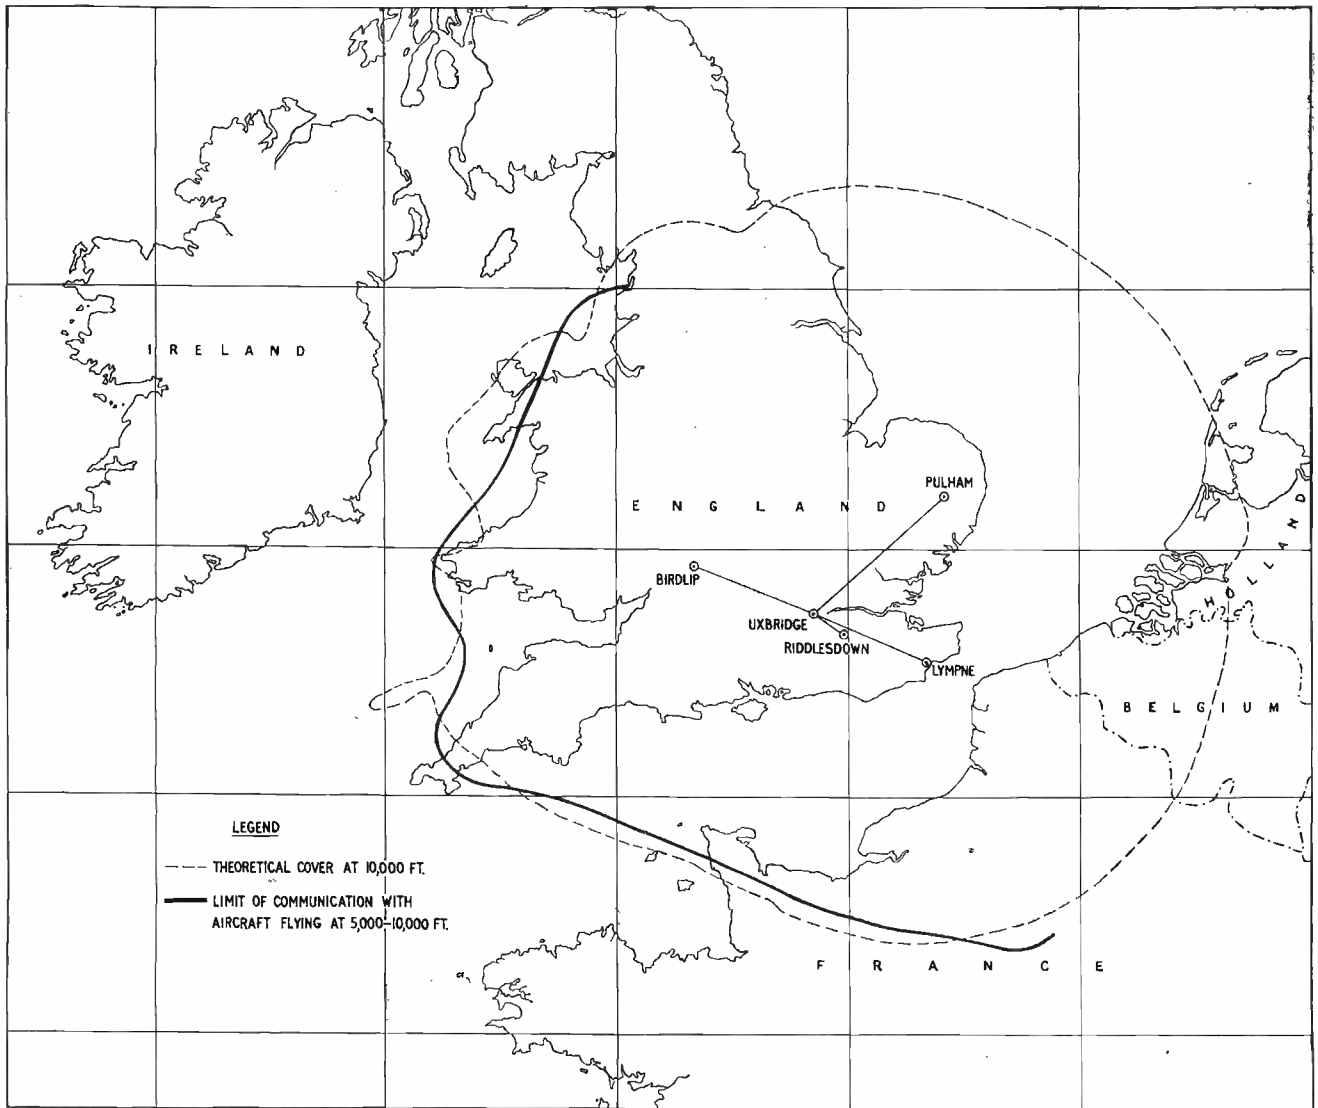 IRELAND
PULHAM
ENGLAND
BIRDLIP
UXBRIDGE
RIDDLESDOWN
LYMPNE
HOLLAND
BELGIUM
LEGEND
THEORETICAL COVER AT 10,000 FT.
LIMIT OF COMMUNICATION WITH
AIRCRAFT FLYING AT 5,000-10,000 FT.
FRANCE